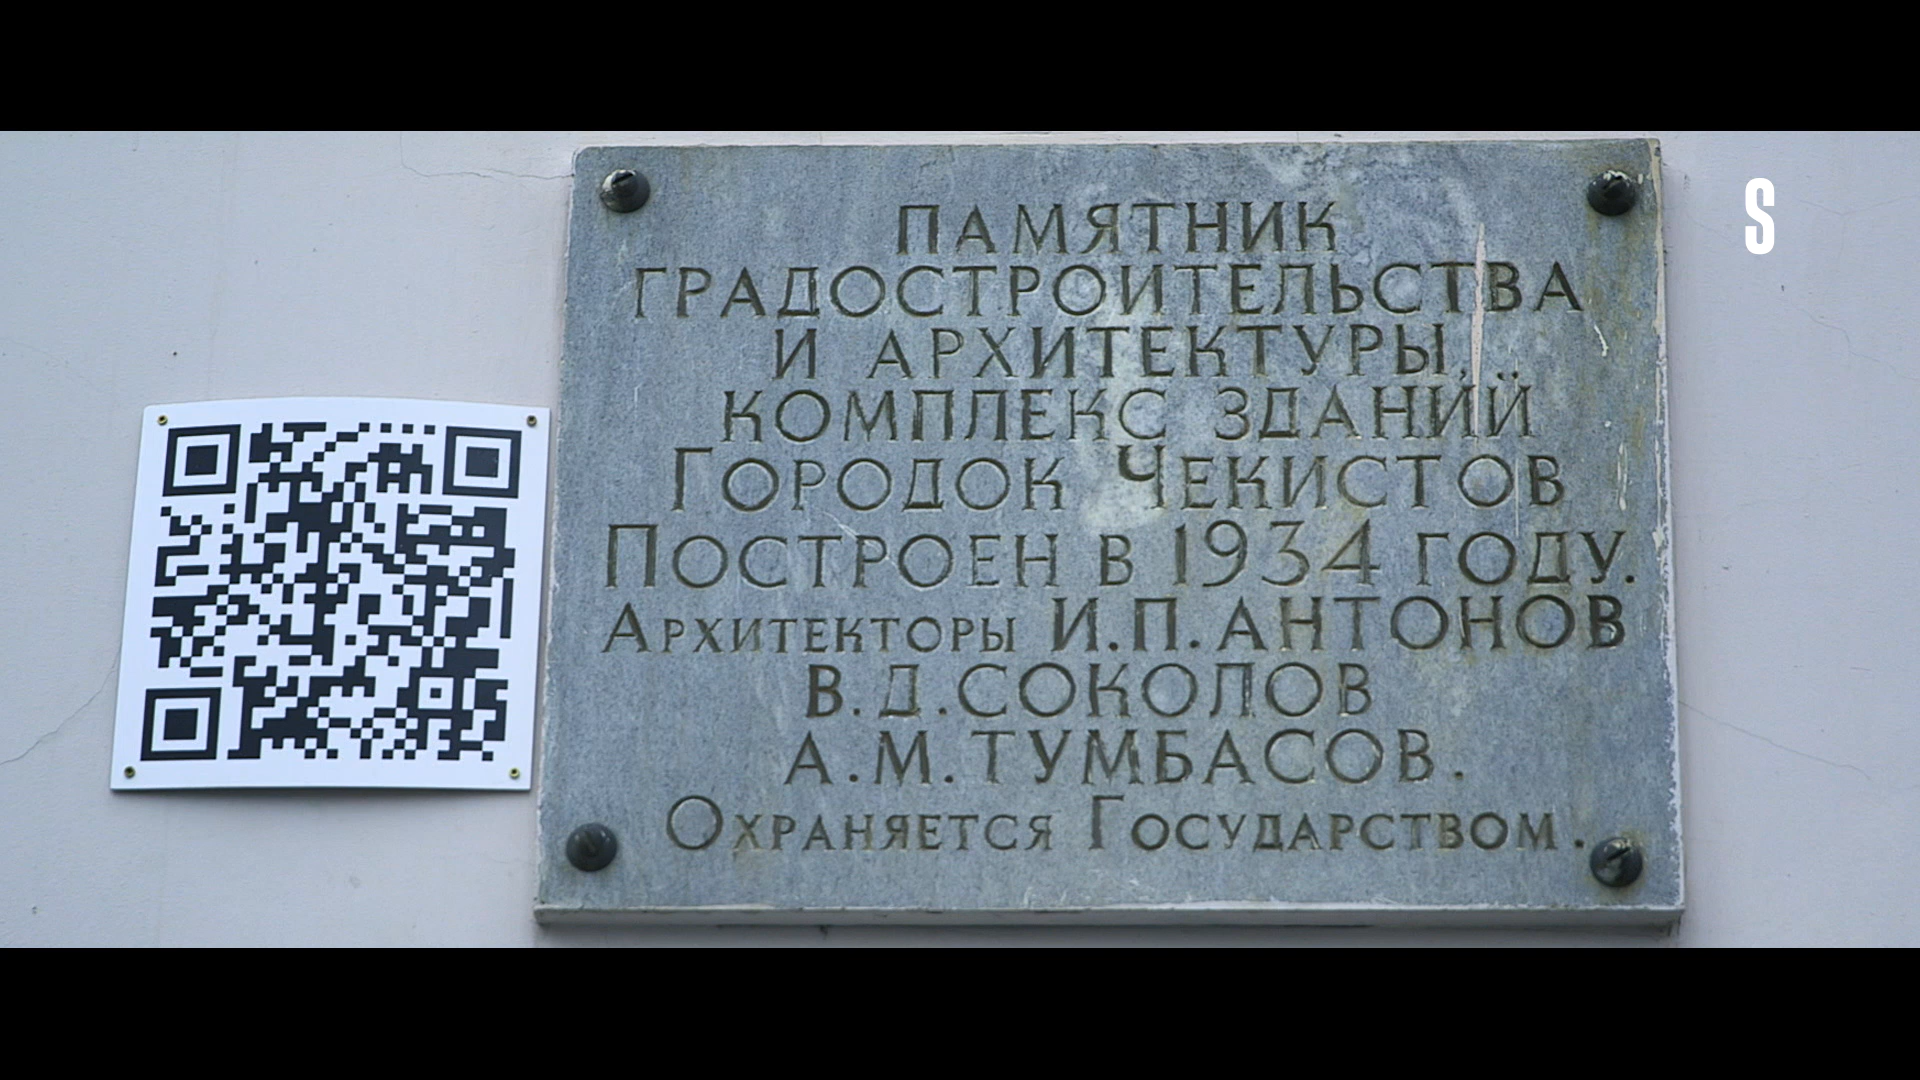 S
ПАМЯТНИК
ГРАДОСТРОИТЕЛЬСТВА
И АРХИТЕКТУРЫ,
КОМПЛЕКС ЗДАНИЙ
ГОРОДОК ЧЕКИСТОВ
ПОСТРОЕН В 1934 ГОДУ.
АРХИТЕКТОРЫ И.П. АНТОНОВ
В.Д. СОКОЛОВ
А.М. ТУМБАСОВ.
ОХРАНЯЕТСЯ ГОСУДАРСТВОМ.